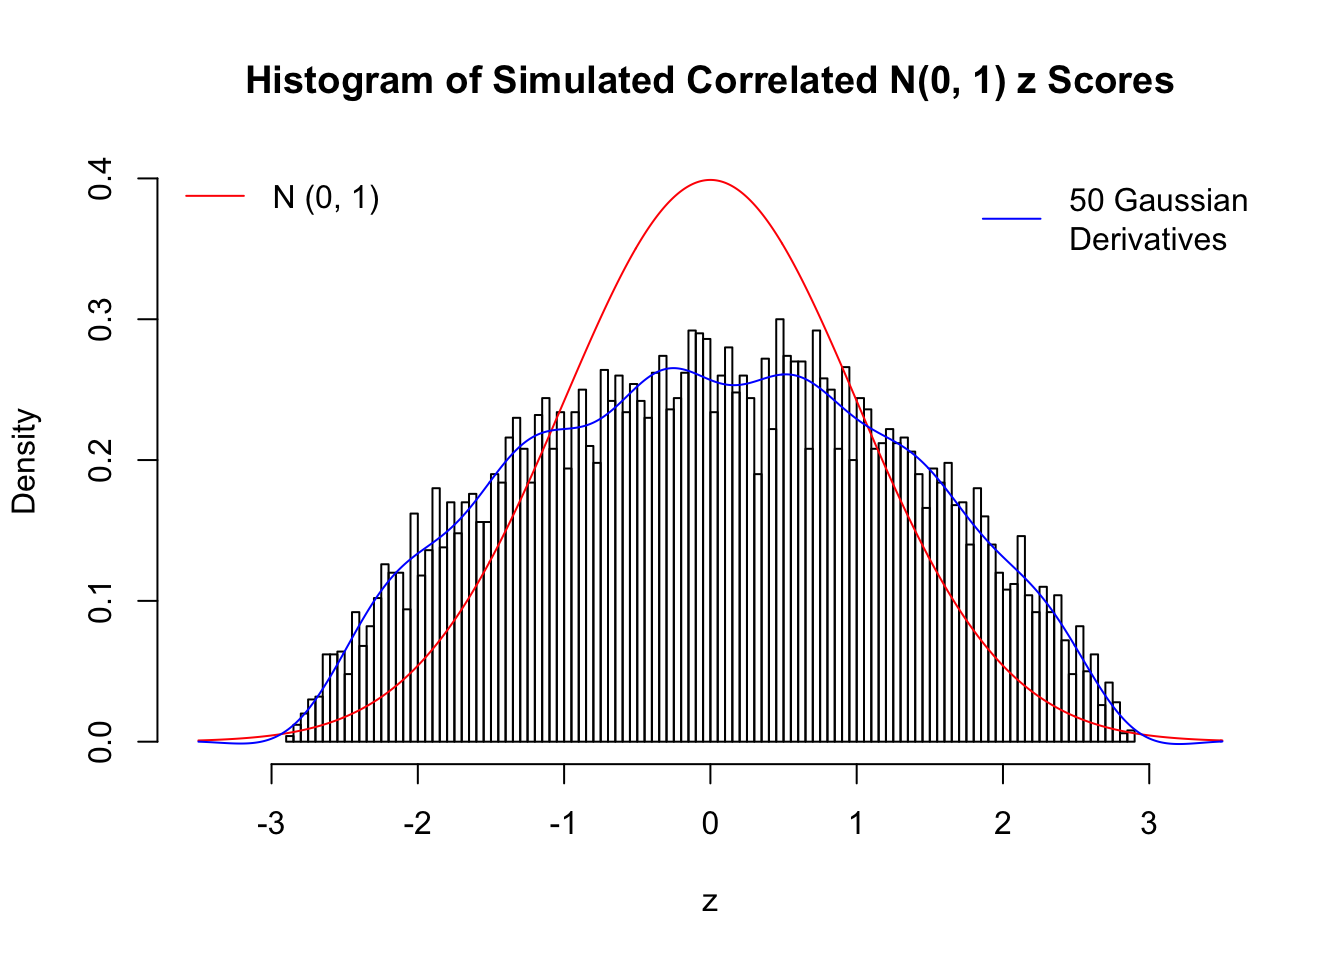 Histogram of Simulated Correlated N(0, 1) z Scores
N (0, 1)
50 Gaussian
Derivatives
Density
0.4
0.3
0.2
0.1
0.0
-3 -2 -1 0 1 2 3
z